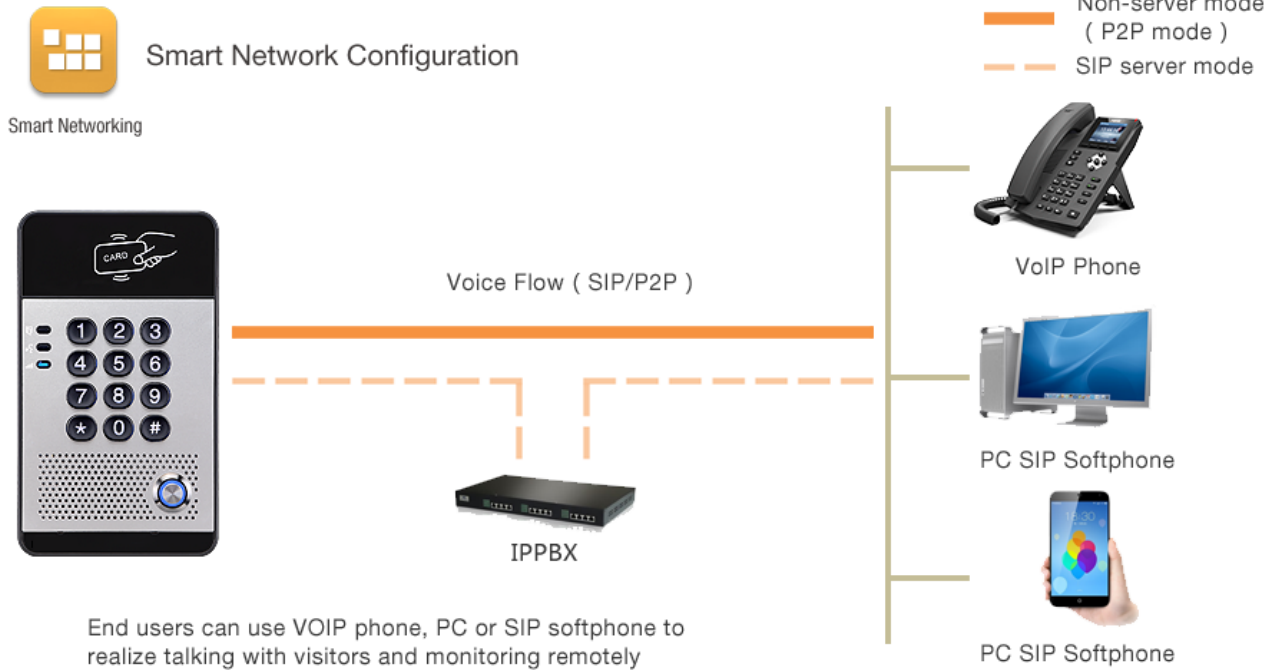 Non-server mode
( P2P mode )
SIP server mode
Smart Network Configuration
Smart Networking
CARD
Voice Flow ( SIP/P2P )
VoIP Phone
1 2 3
4 5 6
7 8 9
* 0 #
PC SIP Softphone
IPPBX
18:30
End users can use VOIP phone, PC or SIP softphone to
realize talking with visitors and monitoring remotely
PC SIP Softphone